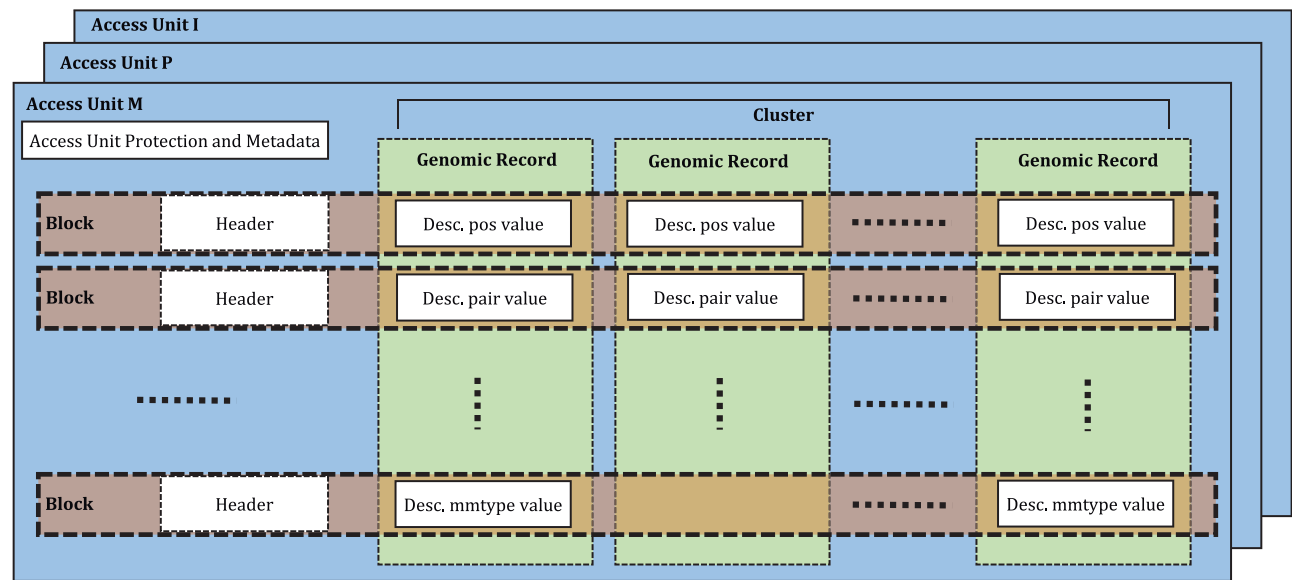 Access Unit I
Access Unit P
Access Unit M
Cluster
Access Unit Protection and Metadata
Genomic Record
Genomic Record
Genomic Record
Block
Header
Desc. pos value
Desc. pos value
Desc. pos value
Block
Header
Desc. pair value
Desc. pair value
Desc. pair value
Block
Header
Desc. mmtype value
Desc. mmtype value